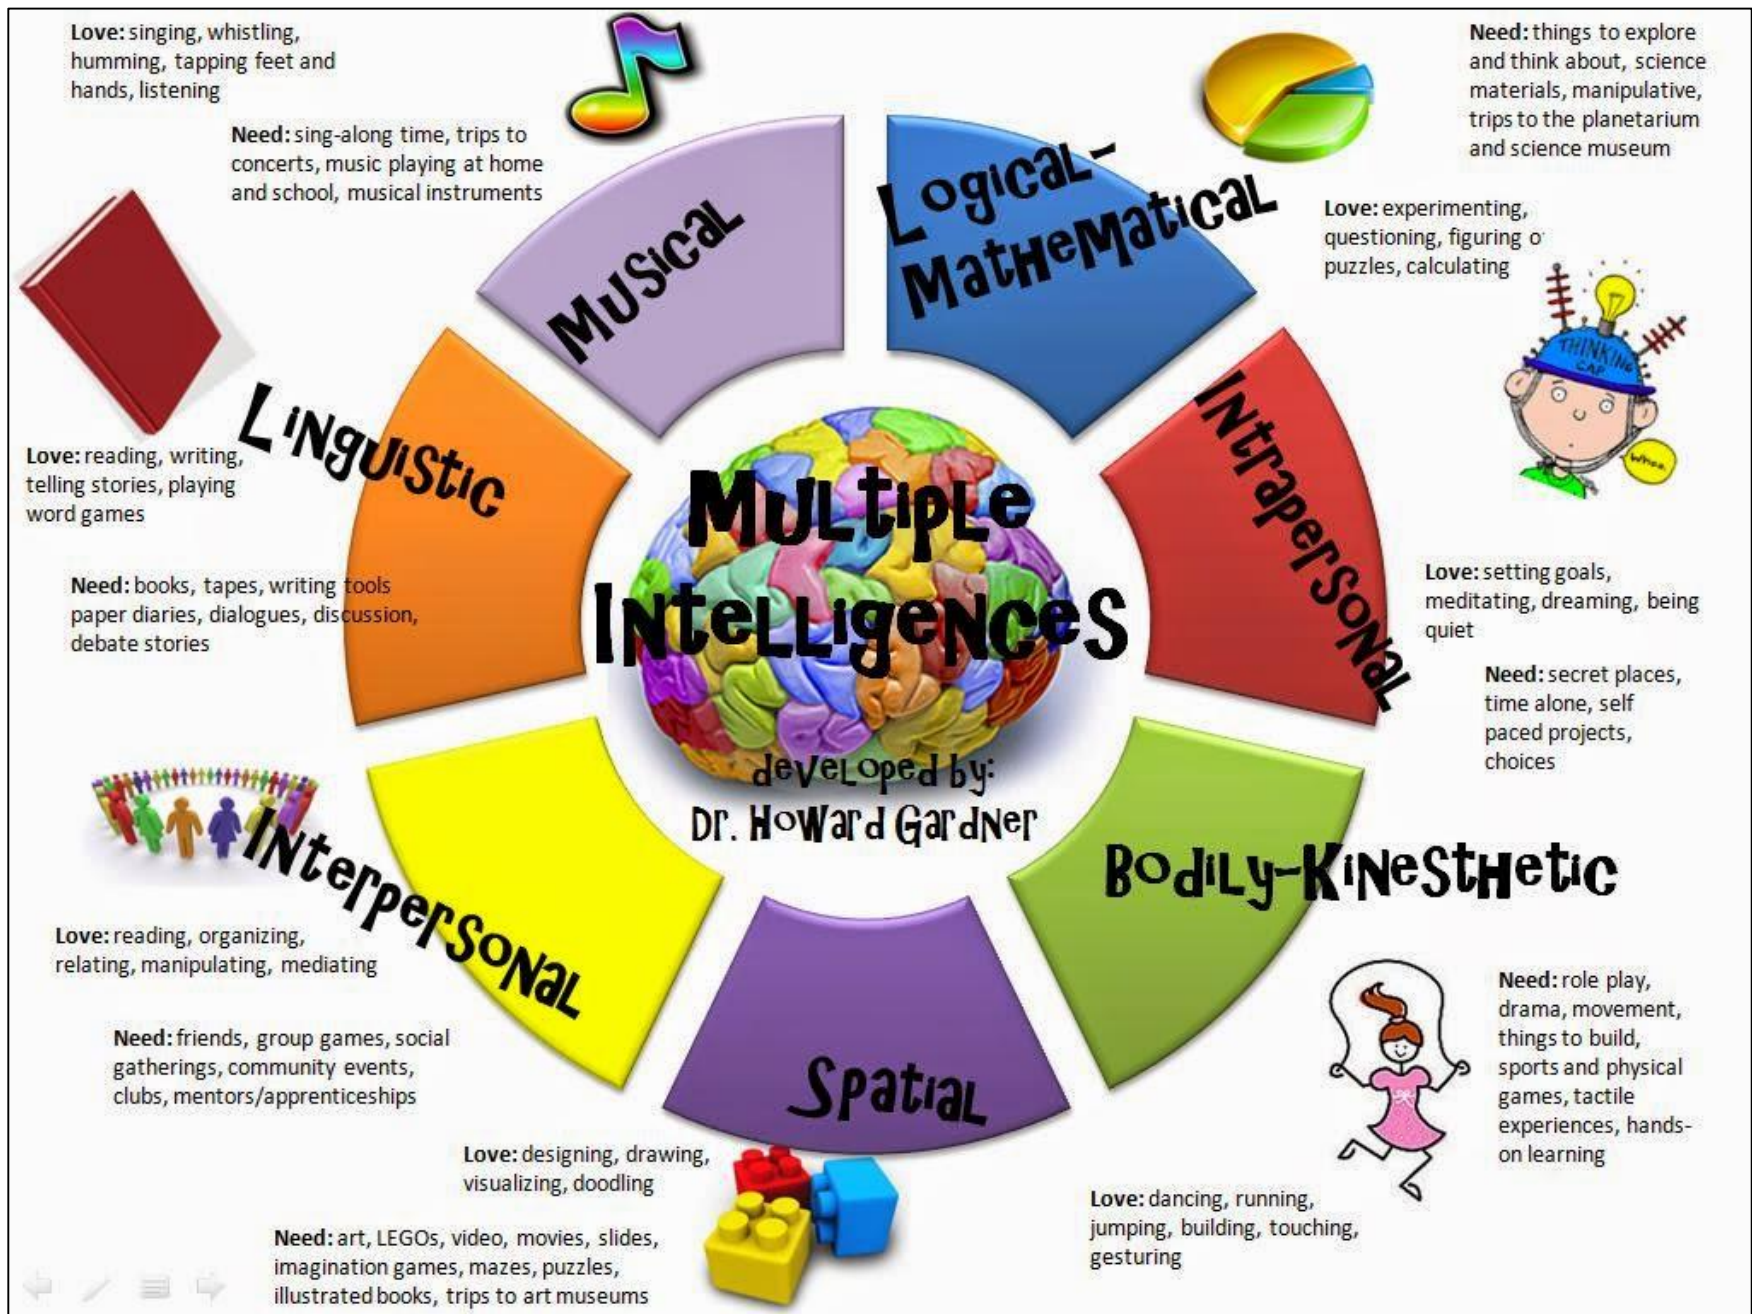 Love: singing, whistling,
humming, tapping feet and
hands, listening
Need: sing-along time, trips to
concerts, music playing at home
and school, musical instruments
Musical
Logical-
Mathematical
Need: things to explore
and think about, science
materials, manipulative,
trips to the planetarium
and science museum
Love: experimenting,
questioning, figuring o
puzzles, calculating
THINKING
CAP
Whoa.
Intrapersonal
Love: setting goals,
meditating, dreaming, being
quiet
Need: secret places,
time alone, self
paced projects,
choices
Linguistic
Love: reading, writing,
telling stories, playing
word games
Need: books, tapes, writing tools
paper diaries, dialogues, discussion,
debate stories
Multiple
Intelligences
developed by:
Dr. Howard Gardner
Interpersonal
Love: reading, organizing,
relating, manipulating, mediating
Need: friends, group games, social
gatherings, community events,
clubs, mentors/apprenticeships
Bodily-Kinesthetic
Need: role play,
drama, movement,
things to build,
sports and physical
games, tactile
experiences, hands-
on learning
Love: dancing, running,
jumping, building, touching,
gesturing
Spatial
Love: designing, drawing,
visualizing, doodling
Need: art, LEGOs, video, movies, slides,
imagination games, mazes, puzzles,
illustrated books, trips to art museums